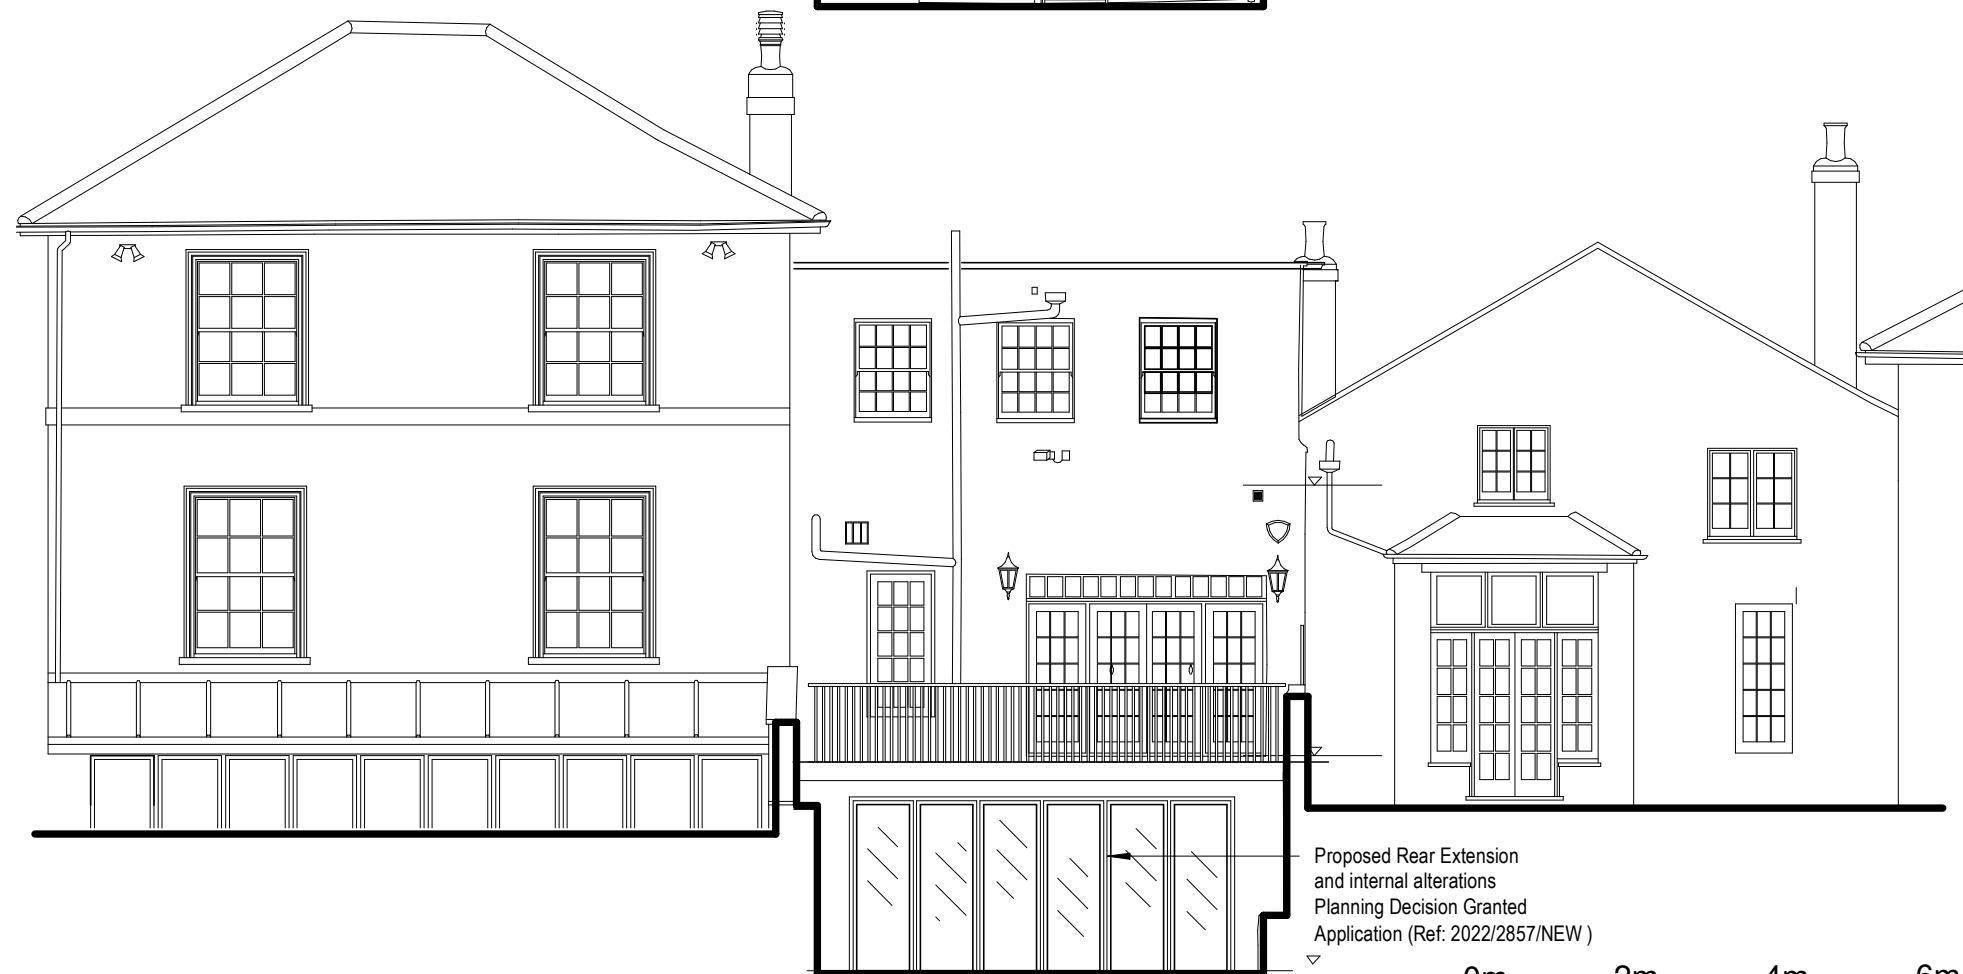 Proposed Rear Extension
and internal alterations
Planning Decision Granted
Application (Ref: 2022/2857/NEW )
0m 2m 4m 6m